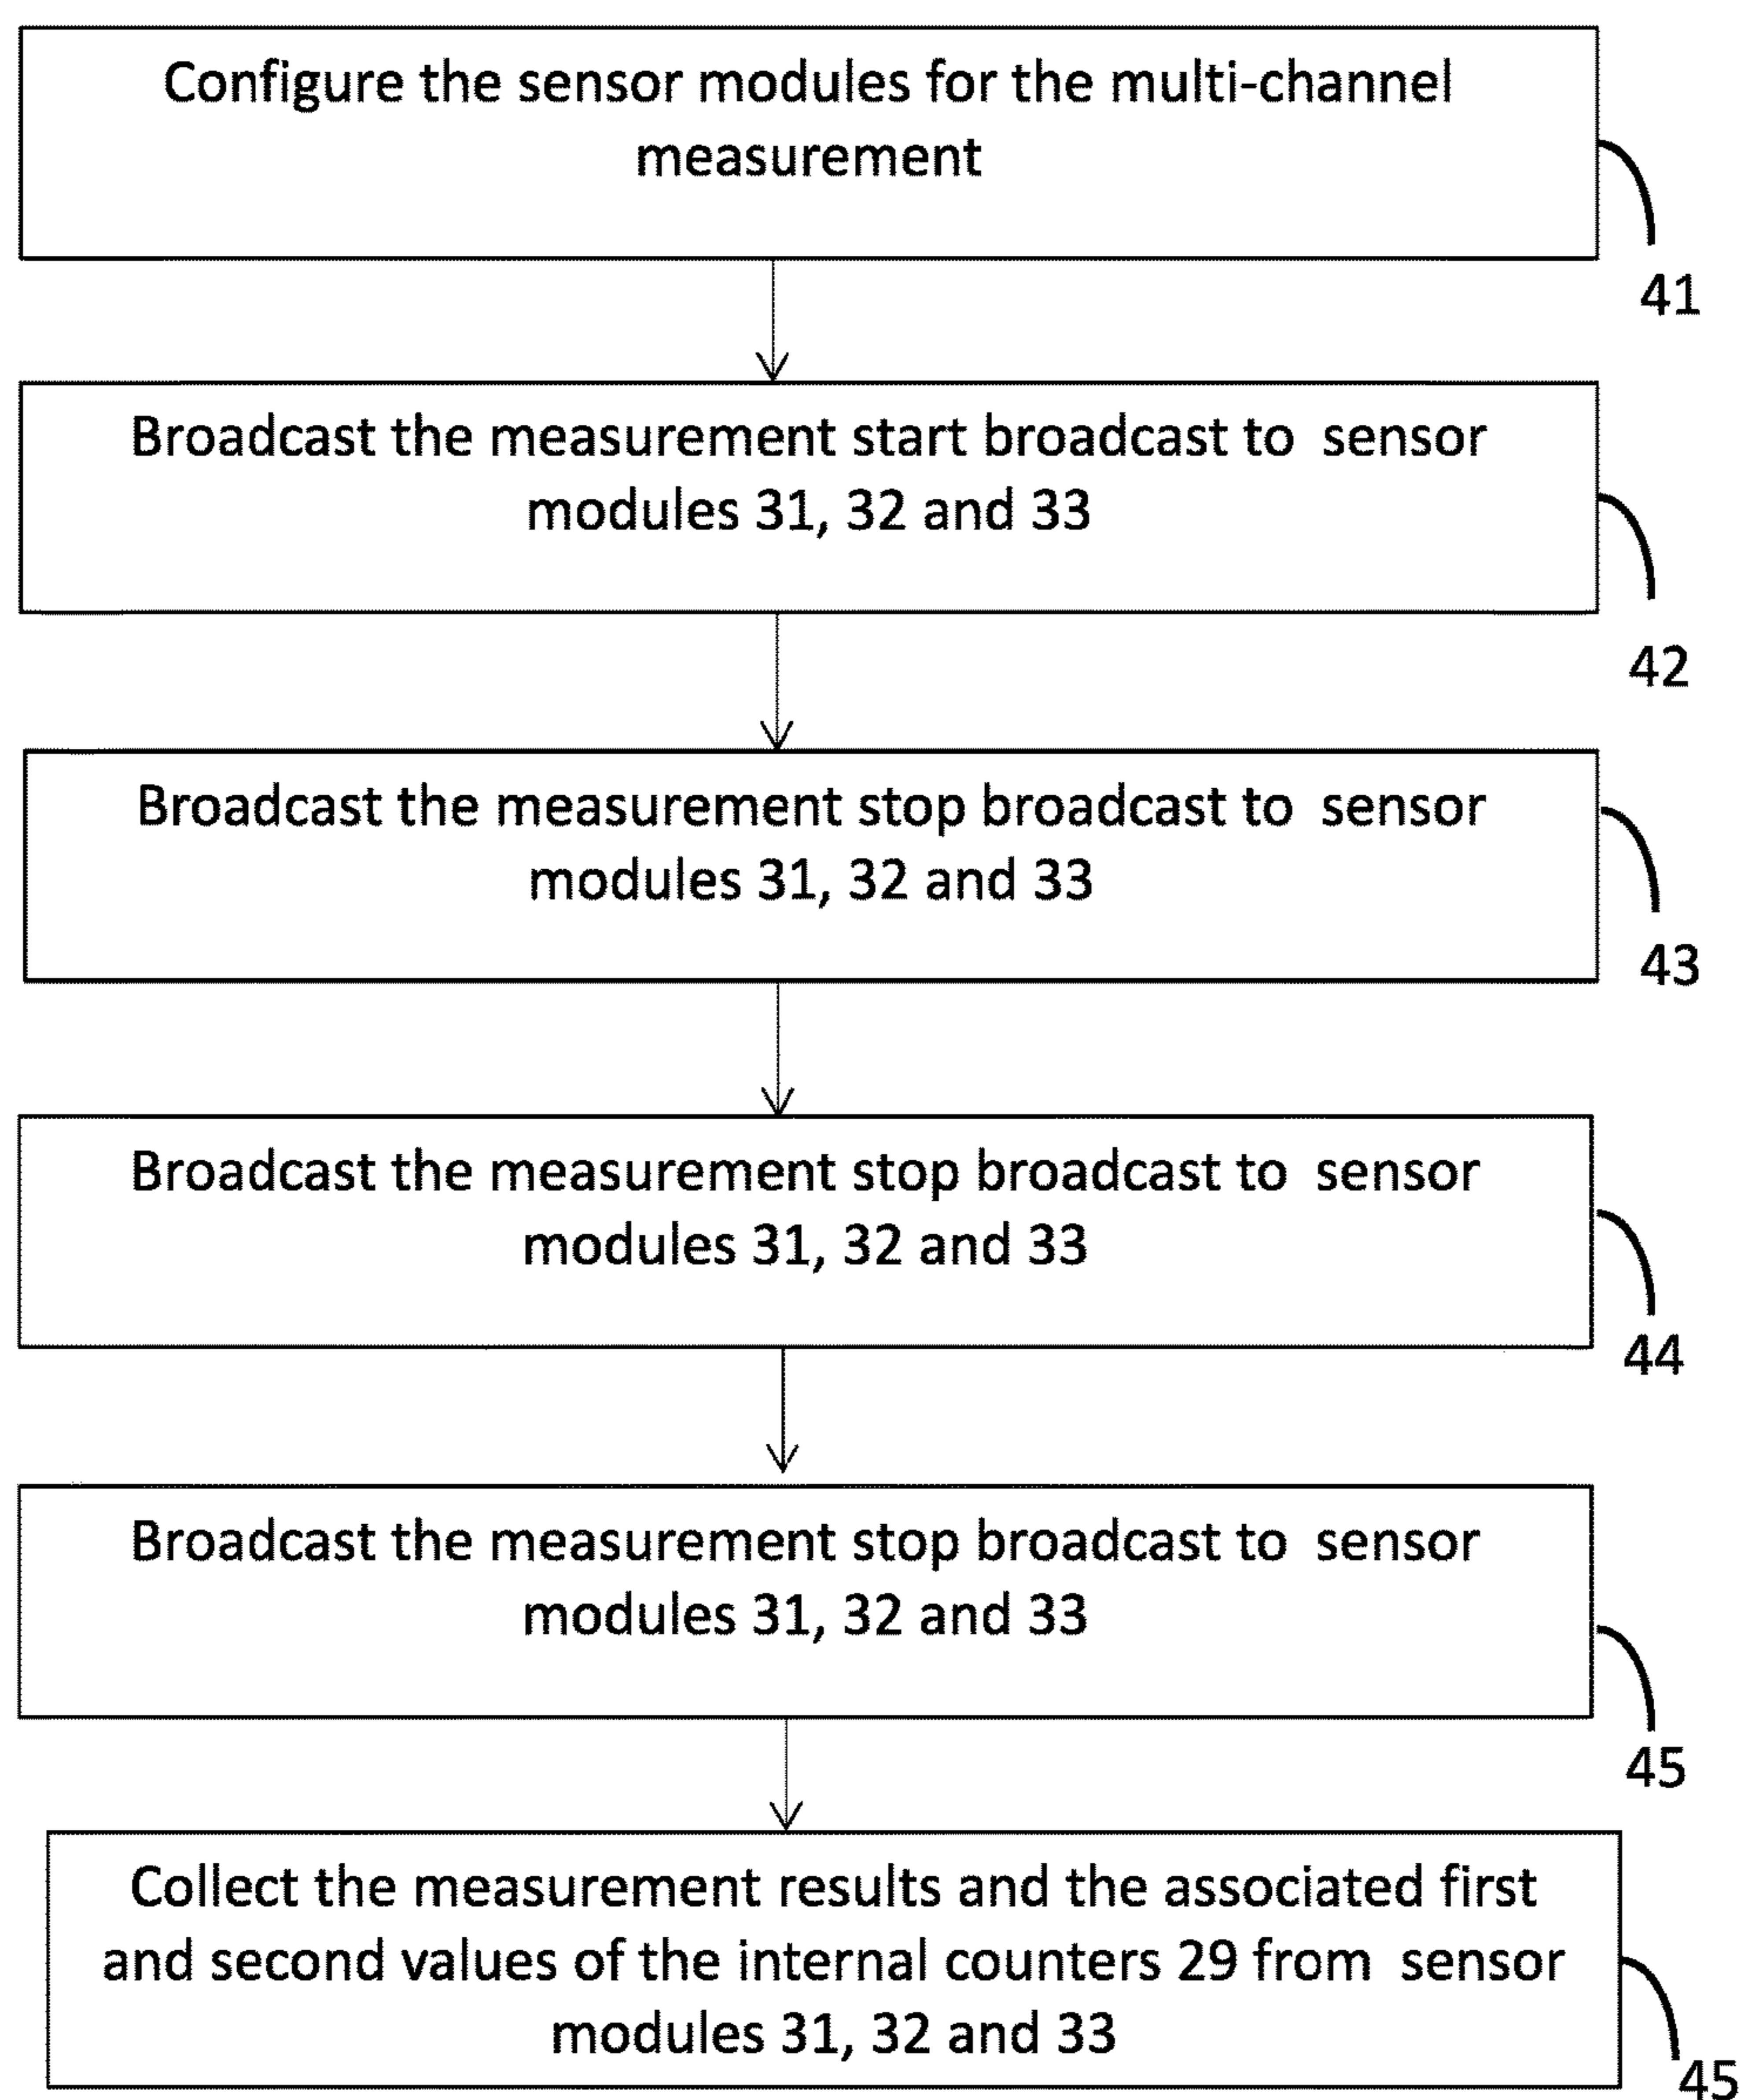 Configure the sensor modules for the multi-channel
measurement
41
Broadcast the measurement start broadcast to sensor
modules 31, 32 and 33
42
Broadcast the measurement stop broadcast to sensor
modules 31, 32 and 33
43
Broadcast the measurement stop broadcast to sensor
modules 31, 32 and 33
44
Broadcast the measurement stop broadcast to sensor
modules 31, 32 and 33
45
Collect the measurement results and the associated first
and second values of the internal counters 29 from sensor
modules 31, 32 and 33
45